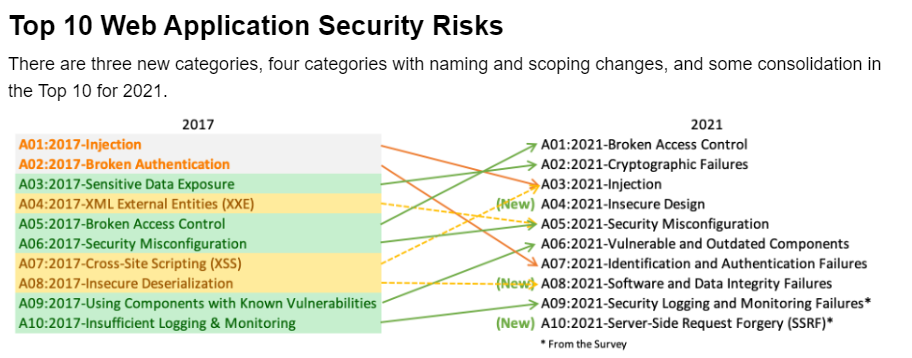 Top 10 Web Application Security Risks
There are three new categories, four categories with naming and scoping changes, and some consolidation in
the Top 10 for 2021.
2017
A01:2017-Injection
A02:2017-Broken Authentication
A03:2017-Sensitive Data Exposure
A04:2017-XML External Entities (XXE)
A05:2017-Broken Access Control
A06:2017-Security Misconfiguration
A07:2017-Cross-Site Scripting (XSS)
A08:2017-Insecure Deserialization
A09:2017-Using Components with Known Vulnerabilities
A10:2017-Insufficient Logging & Monitoring
2021
A01:2021-Broken Access Control
A02:2021-Cryptographic Failures
A03:2021-Injection
(New) A04:2021-Insecure Design
A05:2021-Security Misconfiguration
A06:2021-Vulnerable and Outdated Components
A07:2021-Identification and Authentication Failures
(New) A08:2021-Software and Data Integrity Failures
A09:2021-Security Logging and Monitoring Failures*
(New) A10:2021-Server-Side Request Forgery (SSRF)*
* From the Survey